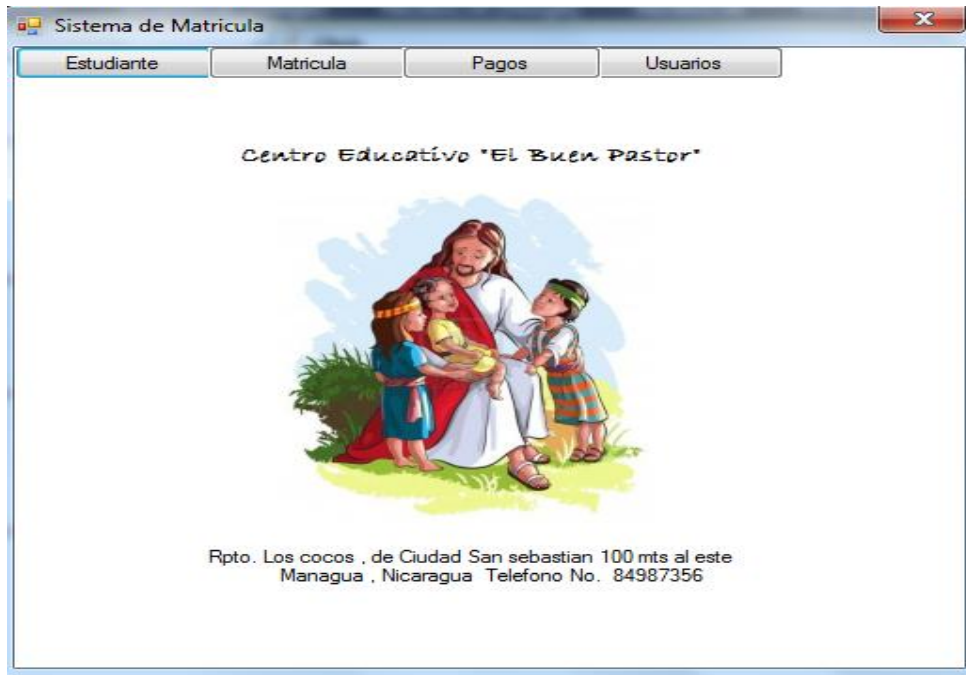 Sistema de Matricula
Estudiante Matricula Pagos Usuarios
Centro Educativo "El Buen Pastor"
Rpto. Los cocos , de Ciudad San sebastian 100 mts al este
Managua , Nicaragua Telefono No. 84987356